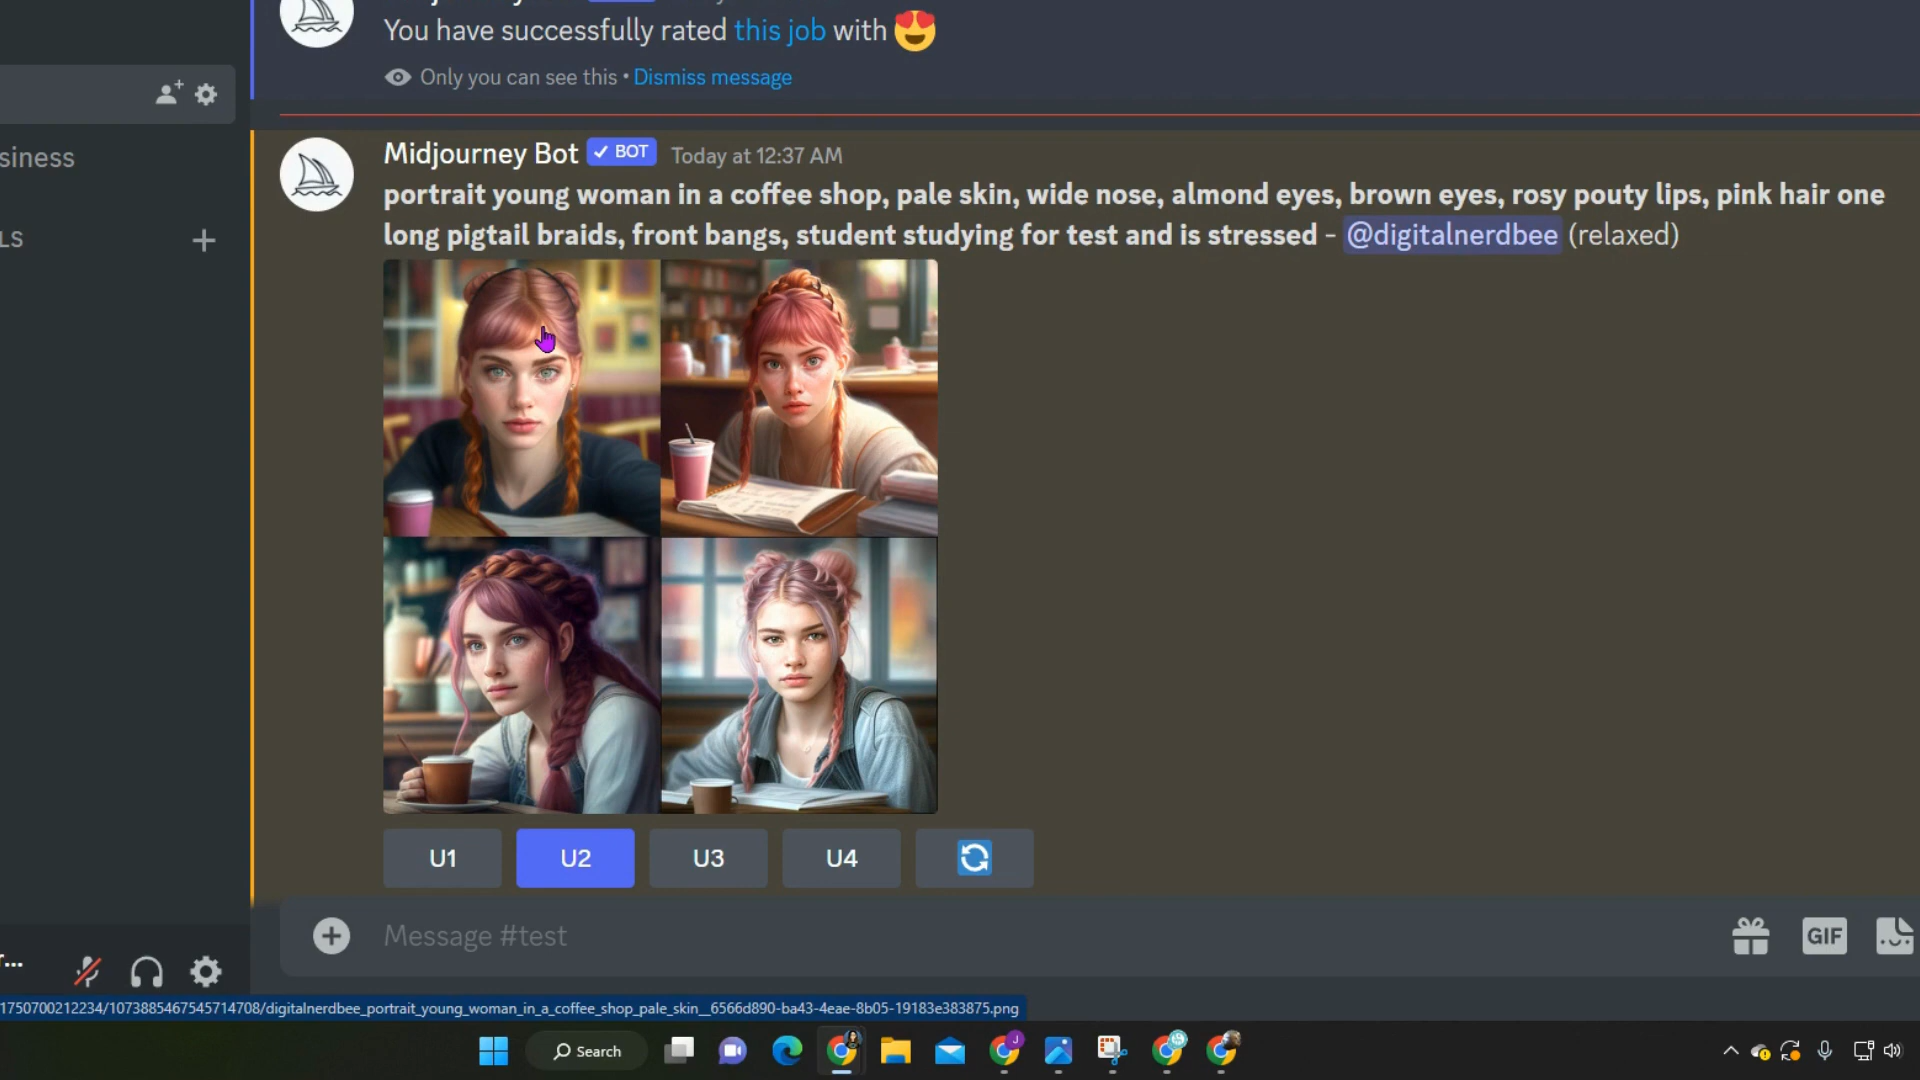 You have successfully rated this job with
Only you can see this • Dismiss message
siness
LS
Midjourney Bot ✓ BOT Today at 12:37 AM
portrait young woman in a coffee shop, pale skin, wide nose, almond eyes, brown eyes, rosy pouty lips, pink hair one
long pigtail braids, front bangs, student studying for test and is stressed - @digitalnerdbee (relaxed)
U1 U2 U3 U4
Message #test
GIF
1750700212234/1073885467545714708/digitalnerdbee_portrait_young_woman_in_a_coffee_shop_pale_skin__6566d890-ba43-4eae-8b05-19183e383875.png
Search
J